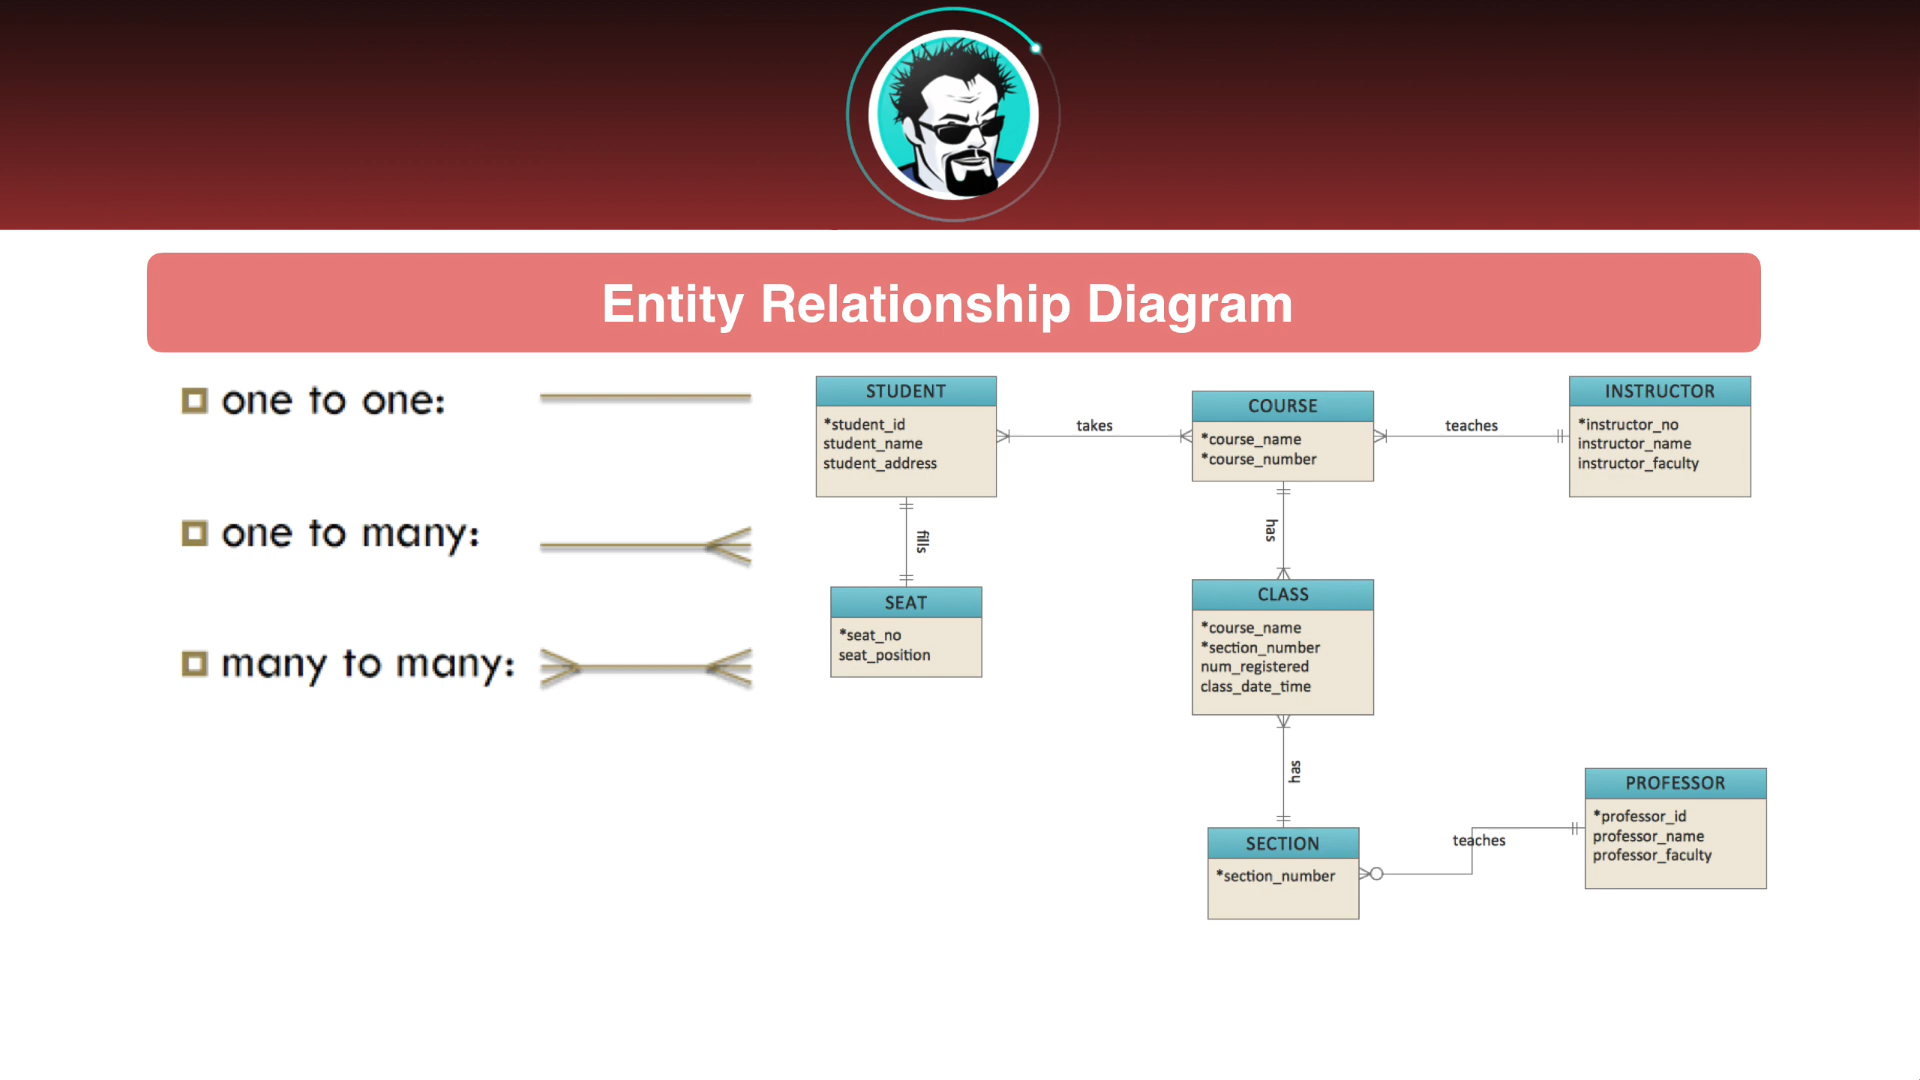 Entity Relationship Diagram
one to one:
one to many:
many to many:
STUDENT
*student_id
student_name
student_address
takes
COURSE
*course_name
*course_number
teaches
INSTRUCTOR
*instructor_no
instructor_name
instructor_faculty
fills
has
SEAT
*seat_no
seat_position
CLASS
*course_name
*section_number
num_registered
class_date_time
has
SECTION
*section_number
teaches
PROFESSOR
*professor_id
professor_name
professor_faculty